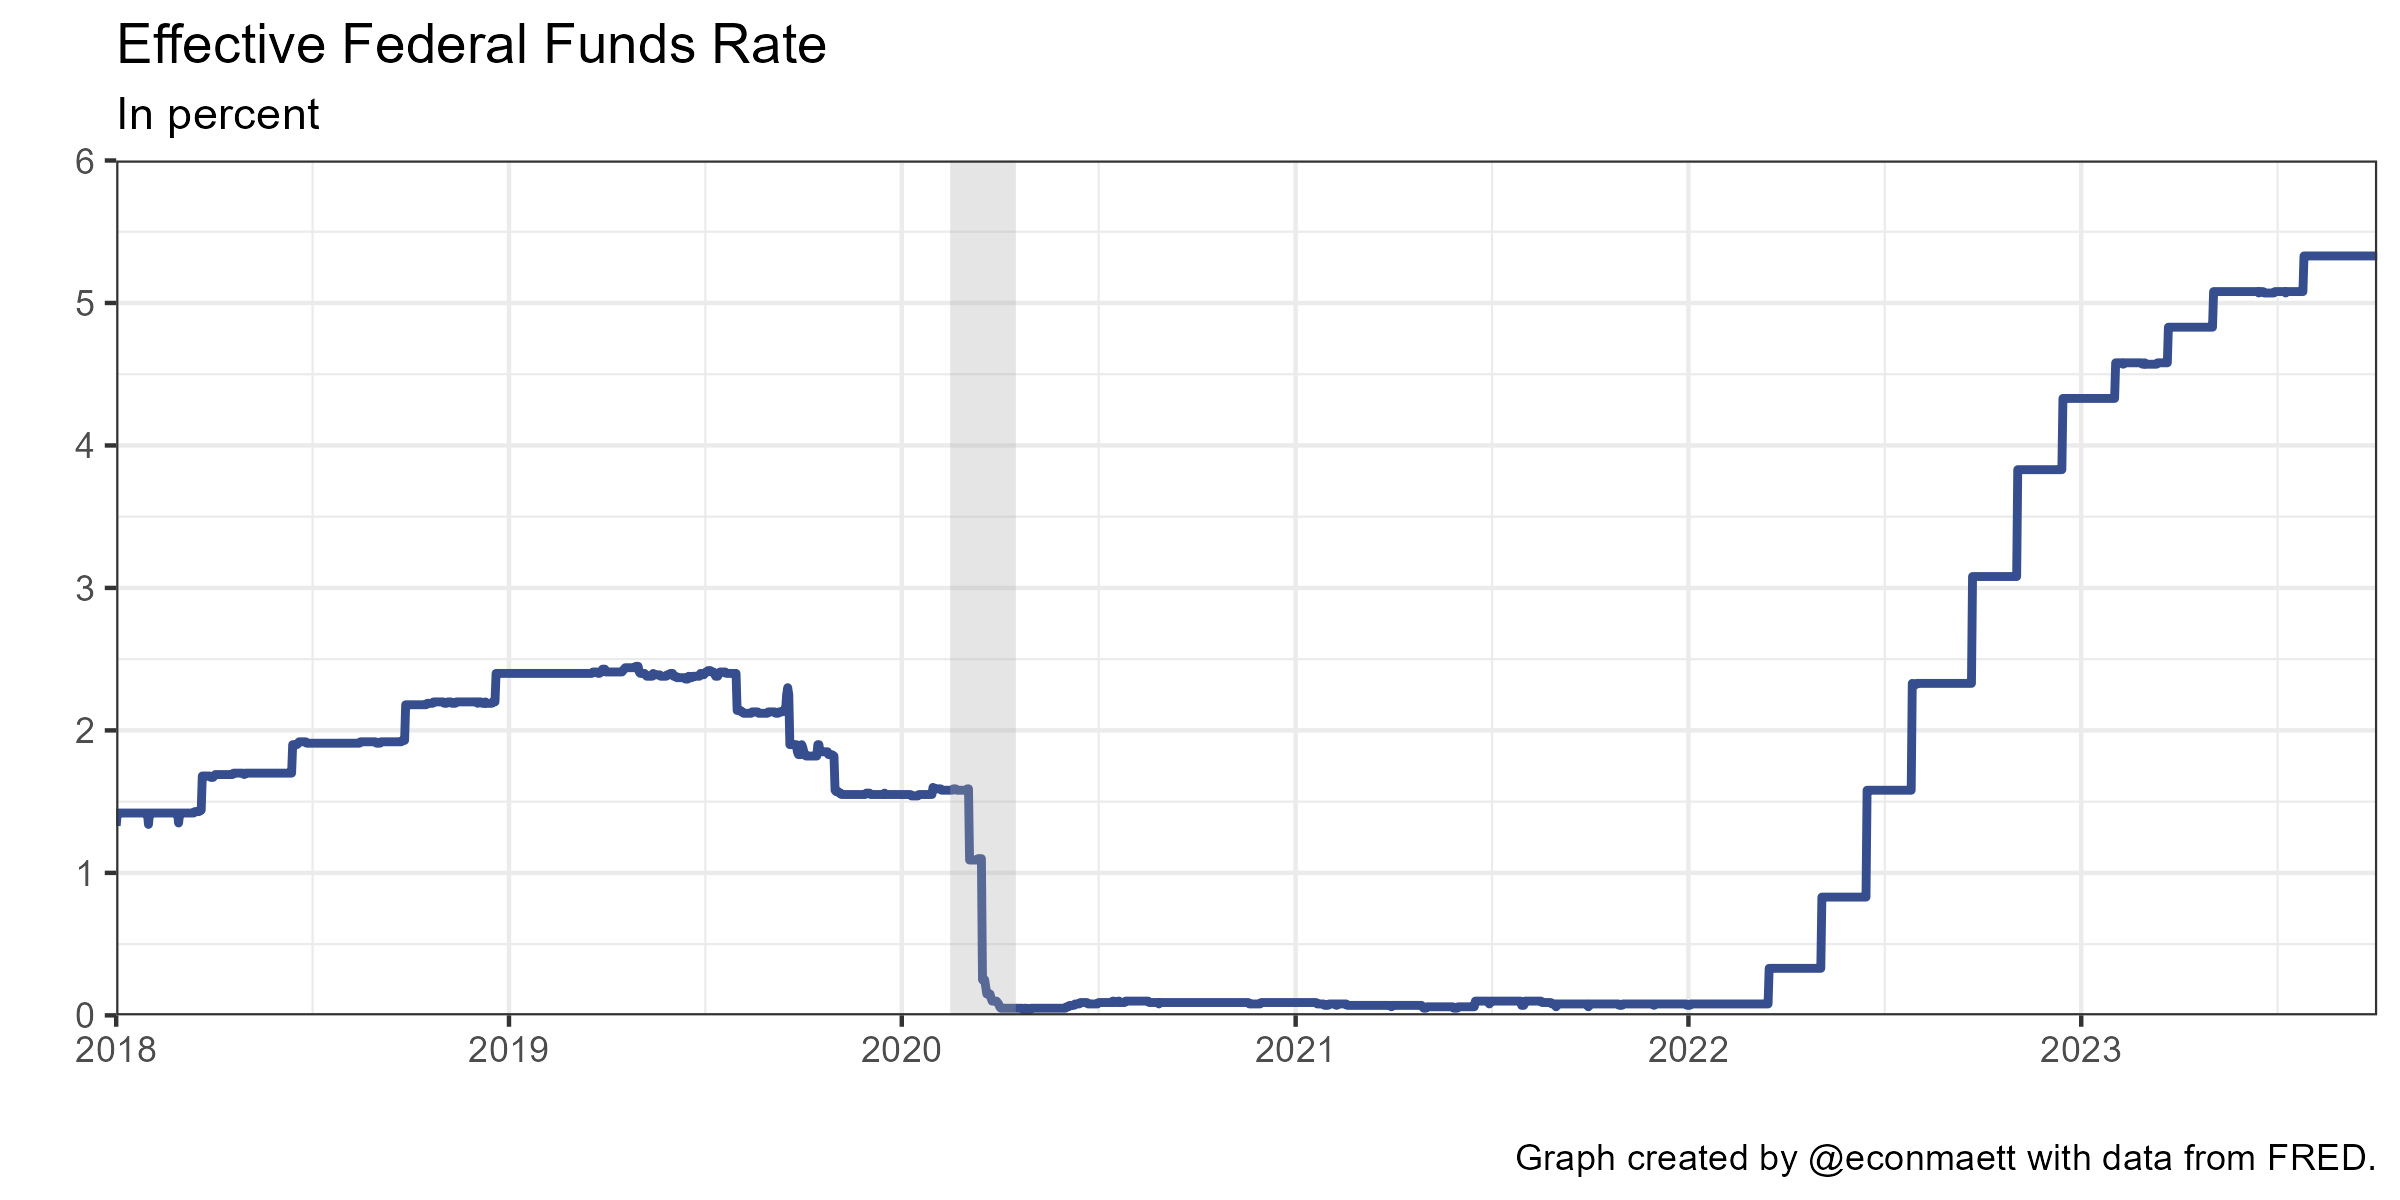 Effective Federal Funds Rate
In percent
6
5
4
3
2
1
0
2018 2019 2020 2021 2022 2023
Graph created by @econmaett with data from FRED.